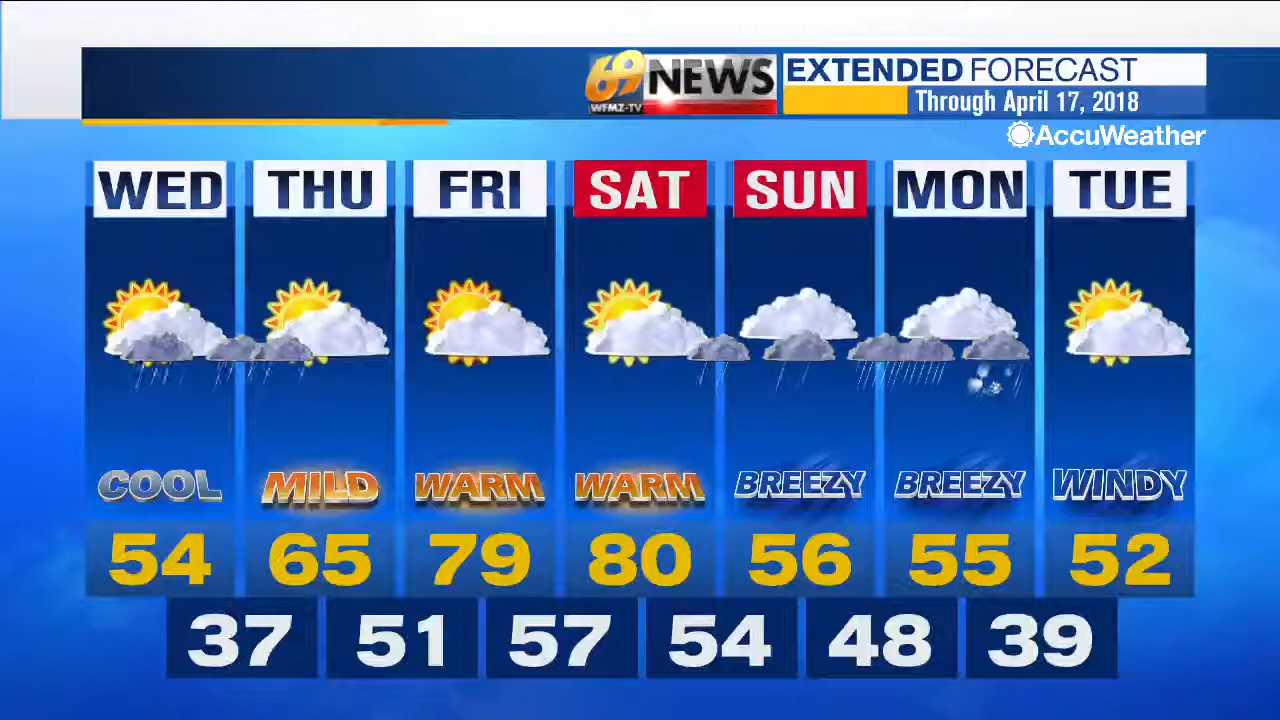 69 NEWS
WFMZ-TV
EXTENDED FORECAST
Through April 17, 2018
AccuWeather
WED THU FRI SAT SUN MON TUE
COOL MILD WARM WARM BREEZY BREEZY WINDY
54 65 79 80 56 55 52
37 51 57 54 48 39